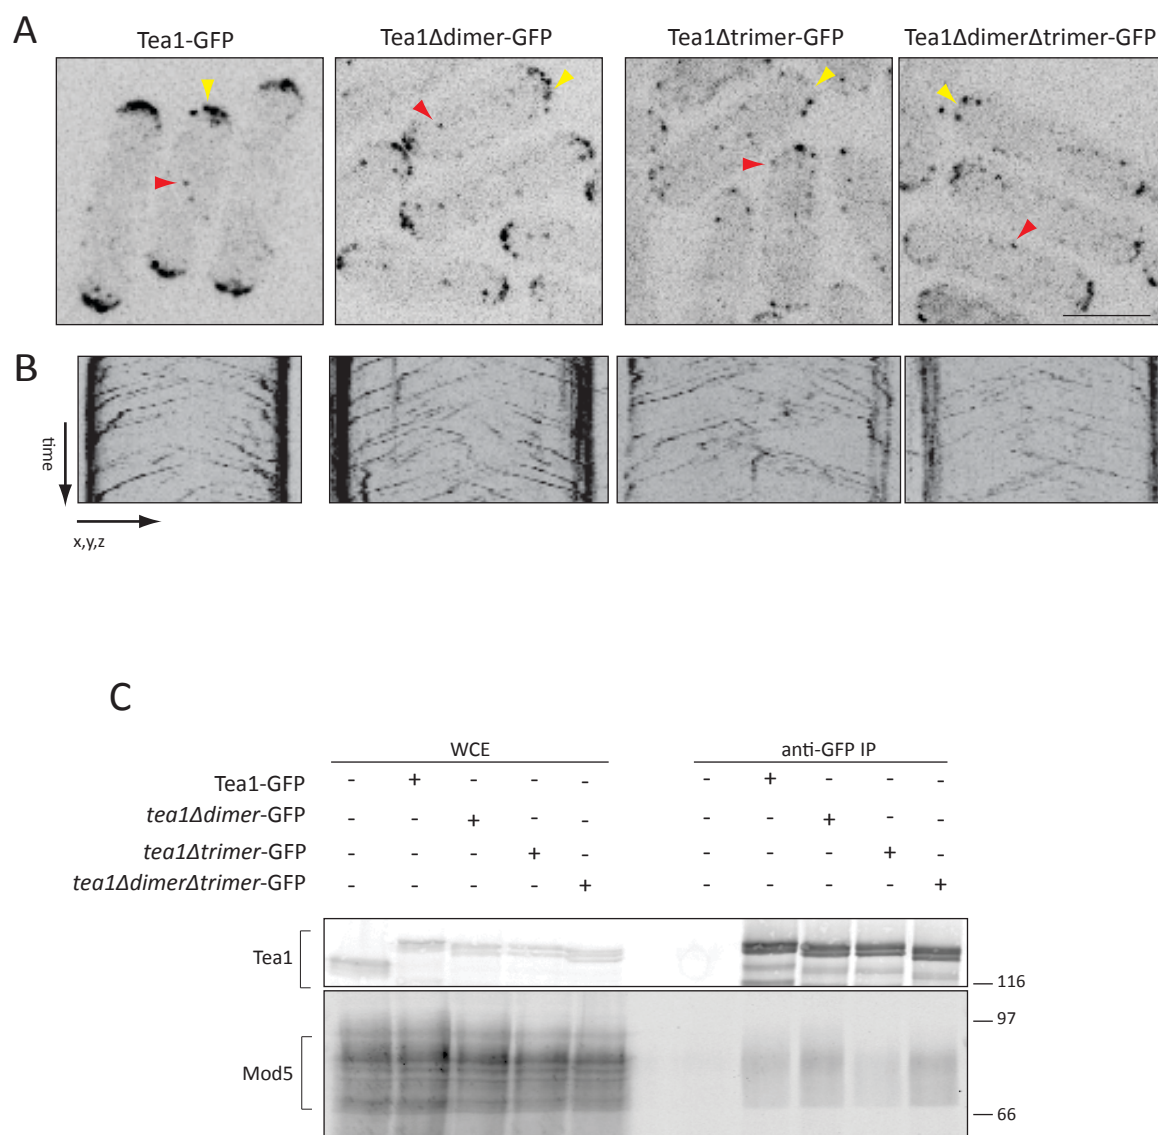 A
Tea1-GFP
Tea1Δdimer-GFP
Tea1Δtrimer-GFP
Tea1ΔdimerΔtrimer-GFP
B
time
x,y,z
C
WCE
anti-GFP IP
Tea1-GFP - + - - - - + - - -
tea1Δdimer-GFP - - + - - - - + - -
tea1Δtrimer-GFP - - - + - - - - + -
tea1ΔdimerΔtrimer-GFP - - - - + - - - - +
Tea1
116
97
Mod5
66